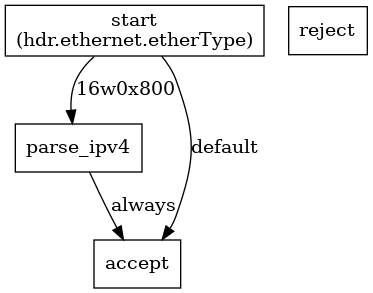 start
(hdr.ethernet.etherType)
reject
16w0x800
parse_ipv4
default
always
accept